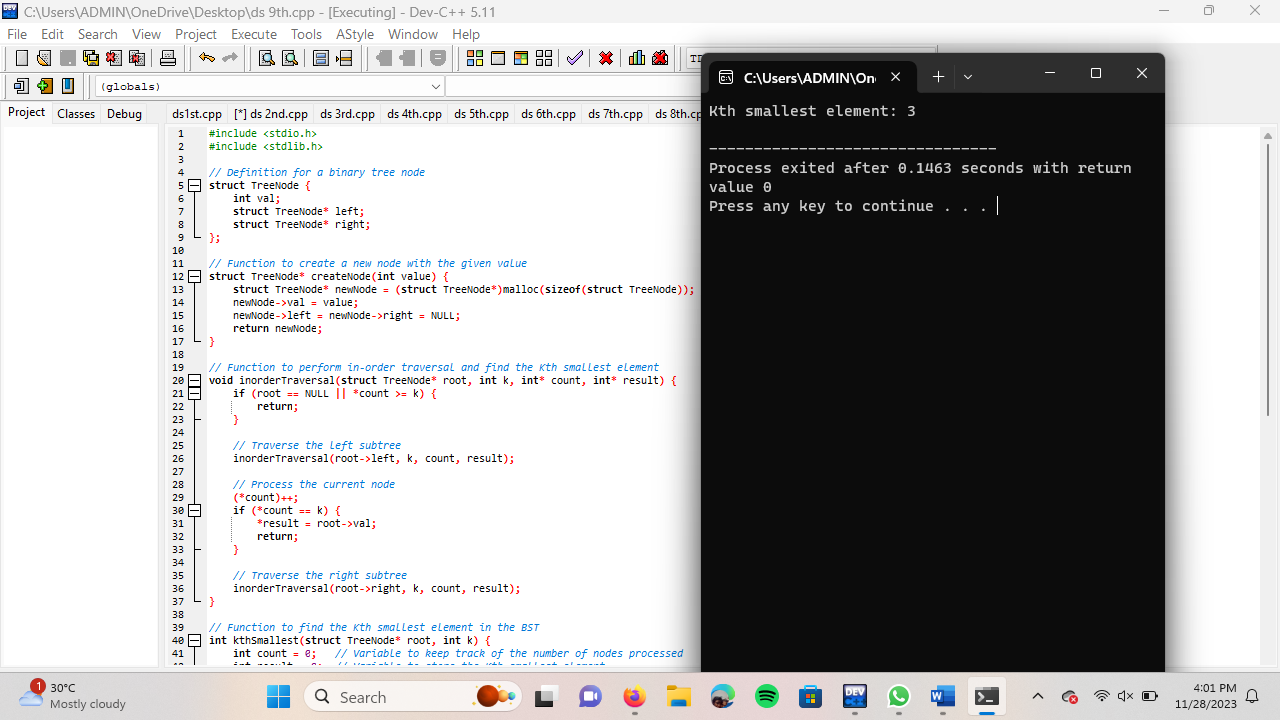 C:\Users\ADMIN\OneDrive\Desktop\ds 9th.cpp - [Executing] - Dev-C++ 5.11
File Edit Search View Project Execute Tools AStyle Window Help
(globals)
Project Classes Debug
ds1st.cpp [*] ds 2nd.cpp ds 3rd.cpp ds 4th.cpp ds 5th.cpp ds 6th.cpp ds 7th.cpp ds 8th.cp
1 #include <stdio.h>
2 #include <stdlib.h>
3
4 // Definition for a binary tree node
5 struct TreeNode {
6 int val;
7 struct TreeNode* left;
8 struct TreeNode* right;
9 };
10
11 // Function to create a new node with the given value
12 struct TreeNode* createNode(int value) {
13 struct TreeNode* newNode = (struct TreeNode*)malloc(sizeof(struct TreeNode));
14 newNode->val = value;
15 newNode->left = newNode->right = NULL;
16 return newNode;
17 }
18
19 // Function to perform in-order traversal and find the Kth smallest element
20 void inorderTraversal(struct TreeNode* root, int k, int* count, int* result) {
21 if (root == NULL || *count >= k) {
22 return;
23 }
24
25 // Traverse the left subtree
26 inorderTraversal(root->left, k, count, result);
27
28 // Process the current node
29 (*count)++;
30 if (*count == k) {
31 *result = root->val;
32 return;
33 }
34
35 // Traverse the right subtree
36 inorderTraversal(root->right, k, count, result);
37 }
38
39 // Function to find the Kth smallest element in the BST
40 int kthSmallest(struct TreeNode* root, int k) {
41 int count = 0; // Variable to keep track of the number of nodes processed
C:\Users\ADMIN\On
Kth smallest element: 3
--------------------------------
Process exited after 0.1463 seconds with return
value 0
Press any key to continue . . .
1
30°C
Mostly clou
Search
DEV
4:01 PM
11/28/2023